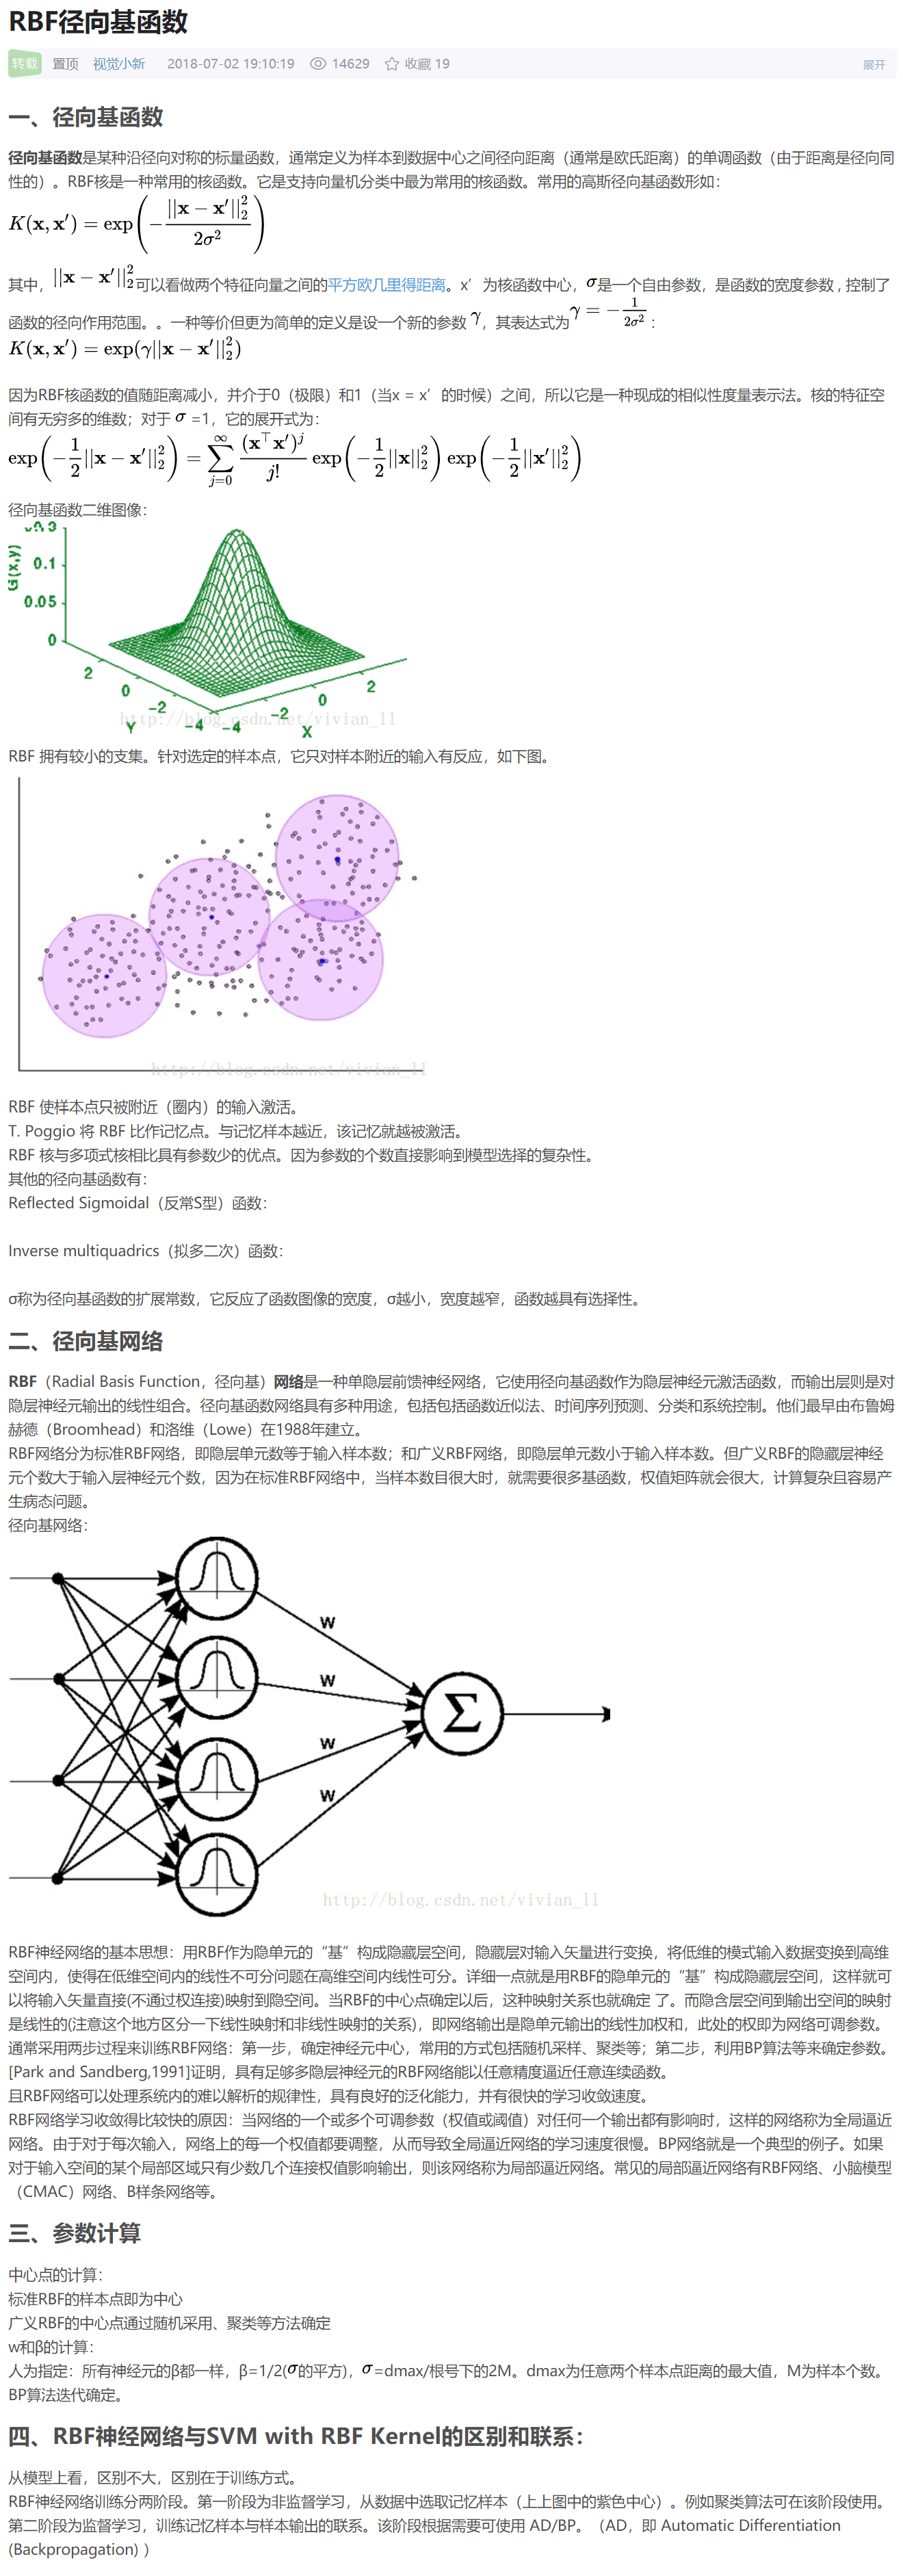 RBF径向基函数
转载 置顶 视觉小新 2018-07-02 19:10:19 14629 收藏 19 展开
一、径向基函数
径向基函数是某种沿径向对称的标量函数，通常定义为样本到数据中心之间径向距离（通常是欧氏距离）的单调函数（由于距离是径向同
性的）。RBF核是一种常用的核函数。它是支持向量机分类中最为常用的核函数。常用的高斯径向基函数形如：
K(x, x′) = exp(−||x − x′||₂² / 2σ²)
其中，||x − x′||₂²可以看做两个特征向量之间的平方欧几里得距离。x′为核函数中心，σ是一个自由参数，是函数的宽度参数 , 控制了
函数的径向作用范围。。一种等价但更为简单的定义是设一个新的参数 γ，其表达式为γ = −1/2σ²：
K(x, x′) = exp(γ||x − x′||₂²)
因为RBF核函数的值随距离减小，并介于0（极限）和1（当x = x′的时候）之间，所以它是一种现成的相似性度量表示法。核的特征空
间有无穷多的维数；对于 σ =1，它的展开式为：
exp(−1/2||x − x′||₂²) = ∑_{j=0}^{∞} (x⊤x′)ʲ/j! exp(−1/2||x||₂²) exp(−1/2||x′||₂²)
径向基函数二维图像：
G(x,y)
0.1
0.05
0
2
0
−2
−4
Y
−4
−2
0
2
X
http://blog.csdn.net/vivian_ll
RBF 拥有较小的支集。针对选定的样本点，它只对样本附近的输入有反应，如下图。
http://blog.csdn.net/vivian_ll
RBF 使样本点只被附近（圈内）的输入激活。
T. Poggio 将 RBF 比作记忆点。与记忆样本越近，该记忆就越被激活。
RBF 核与多项式核相比具有参数少的优点。因为参数的个数直接影响到模型选择的复杂性。
其他的径向基函数有：
Reflected Sigmoidal（反常S型）函数：
Inverse multiquadrics（拟多二次）函数：
σ称为径向基函数的扩展常数，它反应了函数图像的宽度，σ越小，宽度越窄，函数越具有选择性。
二、径向基网络
RBF（Radial Basis Function，径向基）网络是一种单隐层前馈神经网络，它使用径向基函数作为隐层神经元激活函数，而输出层则是对
隐层神经元输出的线性组合。径向基函数网络具有多种用途，包括包括函数近似法、时间序列预测、分类和系统控制。他们最早由布鲁姆
赫德（Broomhead）和洛维（Lowe）在1988年建立。
RBF网络分为标准RBF网络，即隐层单元数等于输入样本数；和广义RBF网络，即隐层单元数小于输入样本数。但广义RBF的隐藏层神经
元个数大于输入层神经元个数，因为在标准RBF网络中，当样本数目很大时，就需要很多基函数，权值矩阵就会很大，计算复杂且容易产
生病态问题。
径向基网络：
W
W
W
W
Σ
http://blog.csdn.net/vivian_ll
RBF神经网络的基本思想：用RBF作为隐单元的“基”构成隐藏层空间，隐藏层对输入矢量进行变换，将低维的模式输入数据变换到高维
空间内，使得在低维空间内的线性不可分问题在高维空间内线性可分。详细一点就是用RBF的隐单元的“基”构成隐藏层空间，这样就可
以将输入矢量直接(不通过权连接)映射到隐空间。当RBF的中心点确定以后，这种映射关系也就确定 了。而隐含层空间到输出空间的映射
是线性的(注意这个地方区分一下线性映射和非线性映射的关系)，即网络输出是隐单元输出的线性加权和，此处的权即为网络可调参数。
通常采用两步过程来训练RBF网络：第一步，确定神经元中心，常用的方式包括随机采样、聚类等；第二步，利用BP算法等来确定参数。
[Park and Sandberg,1991]证明，具有足够多隐层神经元的RBF网络能以任意精度逼近任意连续函数。
且RBF网络可以处理系统内的难以解析的规律性，具有良好的泛化能力，并有很快的学习收敛速度。
RBF网络学习收敛得比较快的原因：当网络的一个或多个可调参数（权值或阈值）对任何一个输出都有影响时，这样的网络称为全局逼近
网络。由于对于每次输入，网络上的每一个权值都要调整，从而导致全局逼近网络的学习速度很慢。BP网络就是一个典型的例子。如果
对于输入空间的某个局部区域只有少数几个连接权值影响输出，则该网络称为局部逼近网络。常见的局部逼近网络有RBF网络、小脑模型
（CMAC）网络、B样条网络等。
三、参数计算
中心点的计算：
标准RBF的样本点即为中心
广义RBF的中心点通过随机采用、聚类等方法确定
w和β的计算：
人为指定：所有神经元的β都一样，β=1/2(σ的平方)，σ=dmax/根号下的2M。dmax为任意两个样本点距离的最大值，M为样本个数。
BP算法迭代确定。
四、RBF神经网络与SVM with RBF Kernel的区别和联系：
从模型上看，区别不大，区别在于训练方式。
RBF神经网络训练分两阶段。第一阶段为非监督学习，从数据中选取记忆样本（上上图中的紫色中心）。例如聚类算法可在该阶段使用。
第二阶段为监督学习，训练记忆样本与样本输出的联系。该阶段根据需要可使用 AD/BP。（AD，即 Automatic Differentiation
(Backpropagation) ）